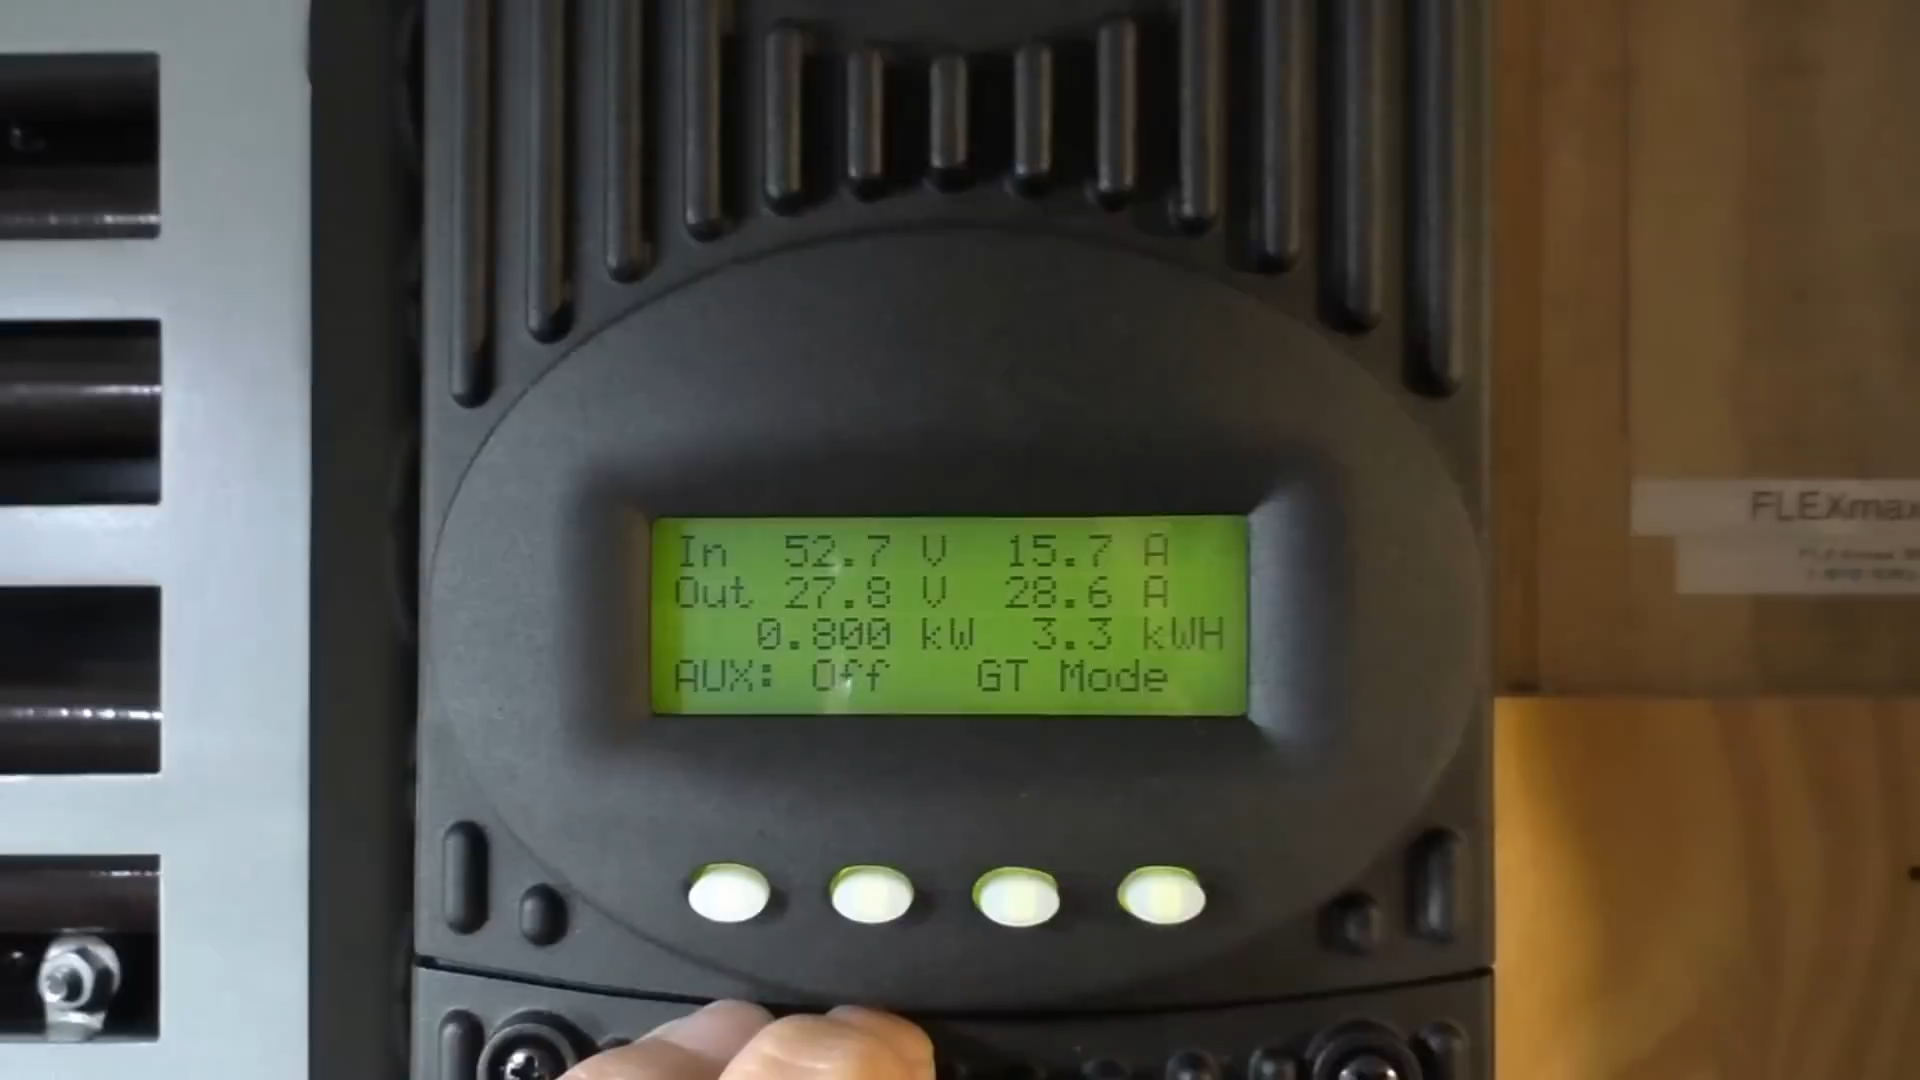 In 52.7 V 15.7 A
Out 27.8 V 28.6 A
0.800 kW 3.3 kWH
AUX: Off GT Mode
FLEXmax